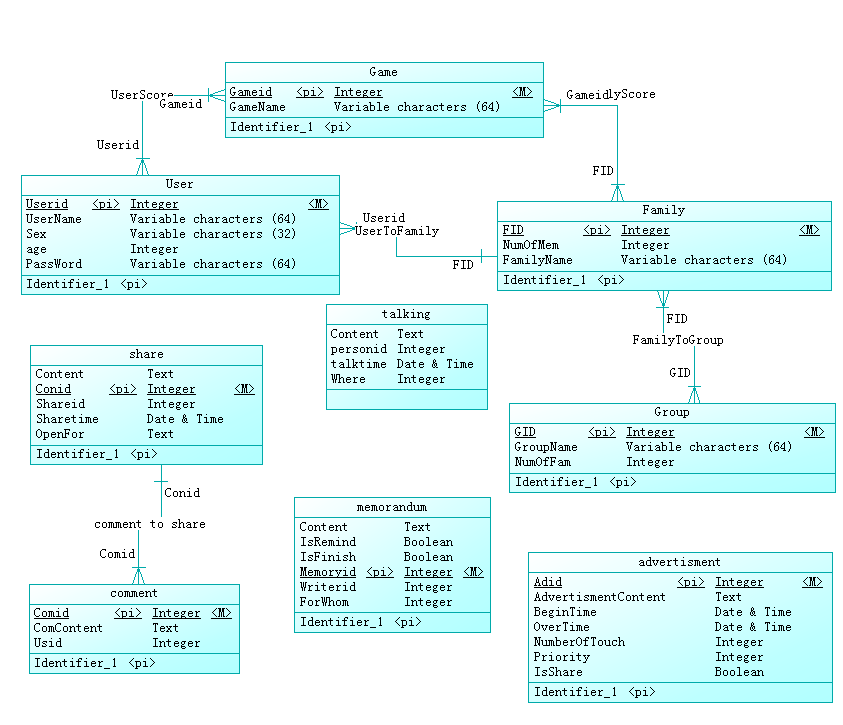 Game
Gameid <pi> Integer <M>
GameName Variable characters (64)
Identifier_1 <pi>
UserScore
Gameid
Userid
Gameid
lyScore
FID
User
Userid <pi> Integer <M>
UserName Variable characters (64)
Sex Variable characters (32)
age Integer
PassWord Variable characters (64)
Identifier_1 <pi>
Userid
UserToFamily
FID
Family
FID <pi> Integer <M>
NumOfMem Integer
FamilyName Variable characters (64)
Identifier_1 <pi>
FID
FamilyToGroup
GID
talking
Content Text
personid Integer
talktime Date & Time
Where Integer
share
Content Text
Conid <pi> Integer <M>
Shareid Integer
Sharetime Date & Time
OpenFor Text
Identifier_1 <pi>
Group
GID <pi> Integer <M>
GroupName Variable characters (64)
NumOfFam Integer
Identifier_1 <pi>
Conid
comment to share
Comid
memorandum
Content Text
IsRemind Boolean
IsFinish Boolean
Memoryid <pi> Integer <M>
Writerid Integer
ForWhom Integer
Identifier_1 <pi>
comment
Comid <pi> Integer <M>
ComContent Text
Usid Integer
Identifier_1 <pi>
advertisment
Adid <pi> Integer <M>
AdvertismentContent Text
BeginTime Date & Time
OverTime Date & Time
NumberOfTouch Integer
Priority Integer
IsShare Boolean
Identifier_1 <pi>